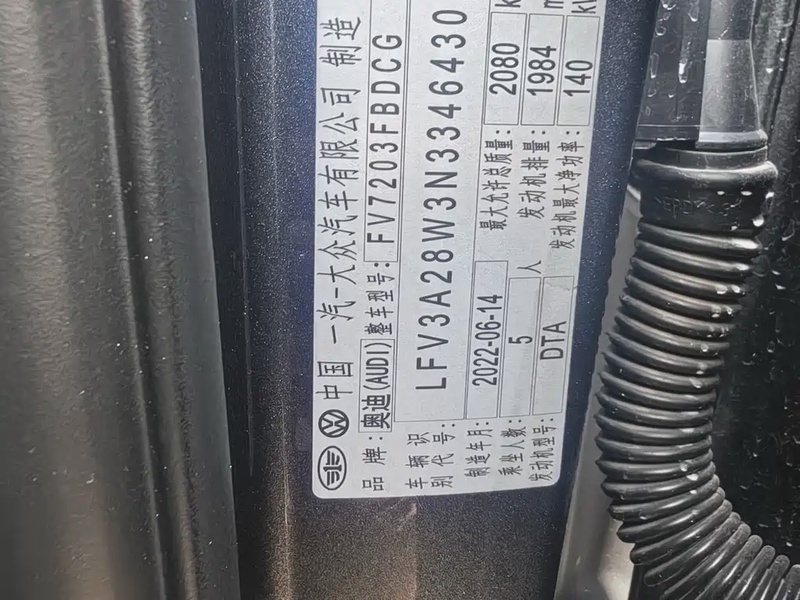 中国 一汽-大众汽车有限公司 制造
品牌: 奥迪(AUDI) 整车型号: FV7203FBDCG
车辆识别代号: LFV3A28W3N3346430
制造年月: 2022-06-14 最大允许总质量: 2080 k
乘坐人数: 5 人 发动机排量: 1984 m
发动机型号: DTA 发动机最大净功率: 140 kW